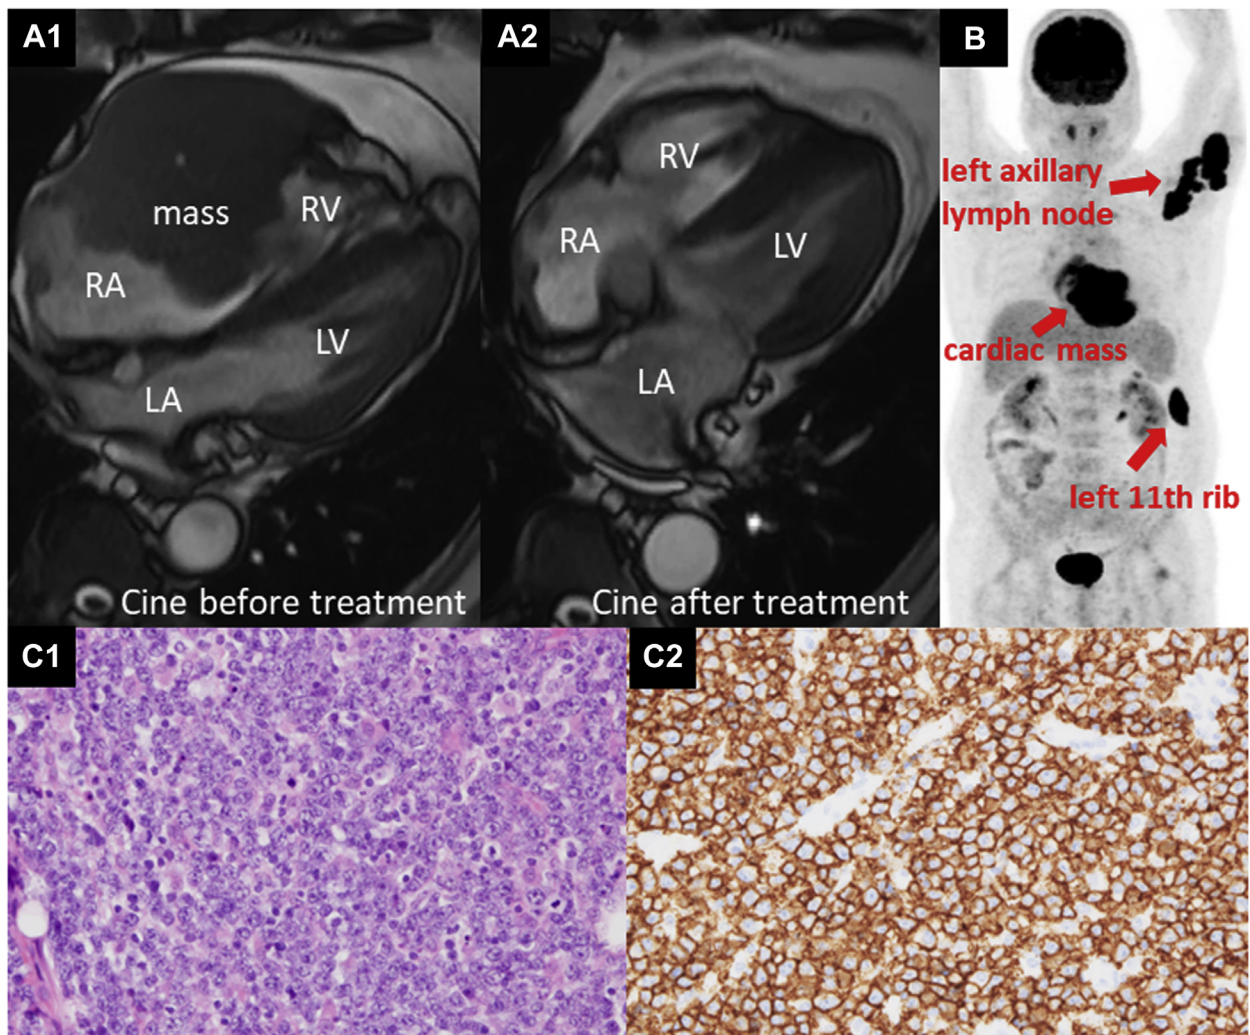 A1
mass
RV
RA
LV
LA
Cine before treatment
A2
RV
RA
LV
LA
Cine after treatment
B
left axillary
lymph node
cardiac mass
left 11th rib
C1
C2